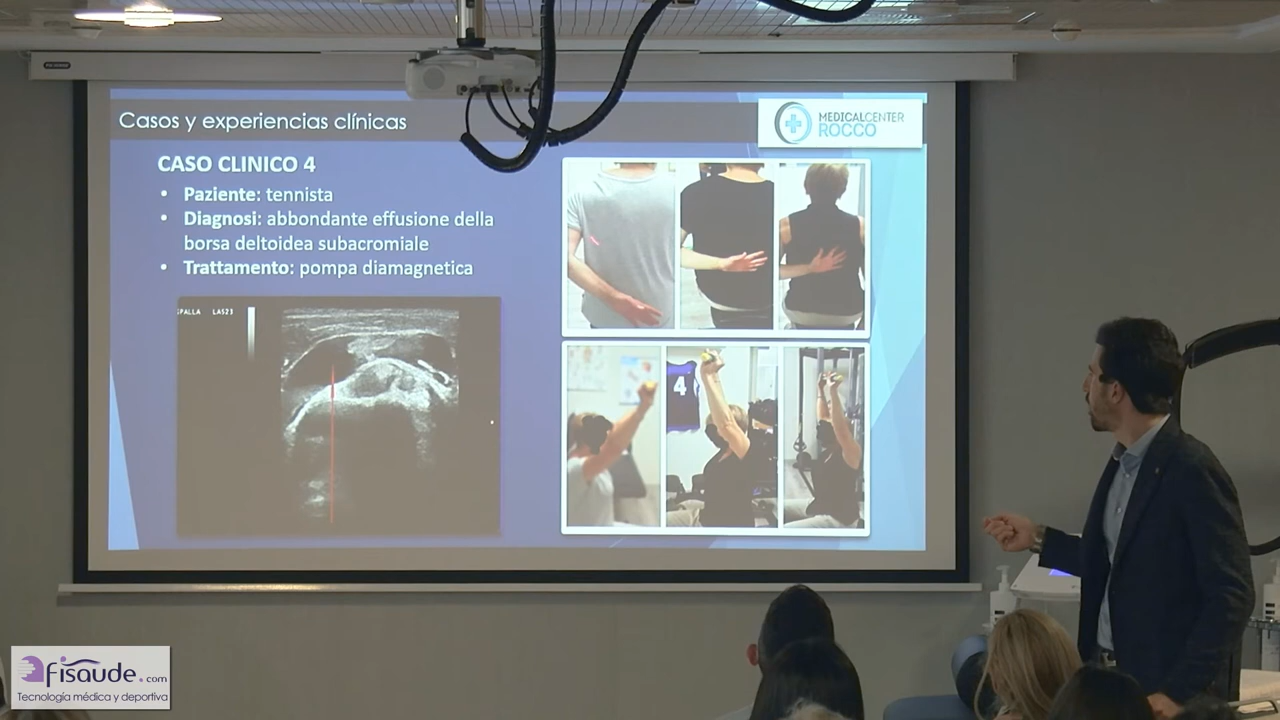 Casos y experiencias clínicas
MEDICALCENTER
ROCCO
CASO CLINICO 4
• Paziente: tennista
• Diagnosi: abbondante effusione della
borsa deltoidea subacromiale
• Trattamento: pompa diamagnetica
SPALLA LAS23
4
fisaude.com
Tecnología médica y deportiva